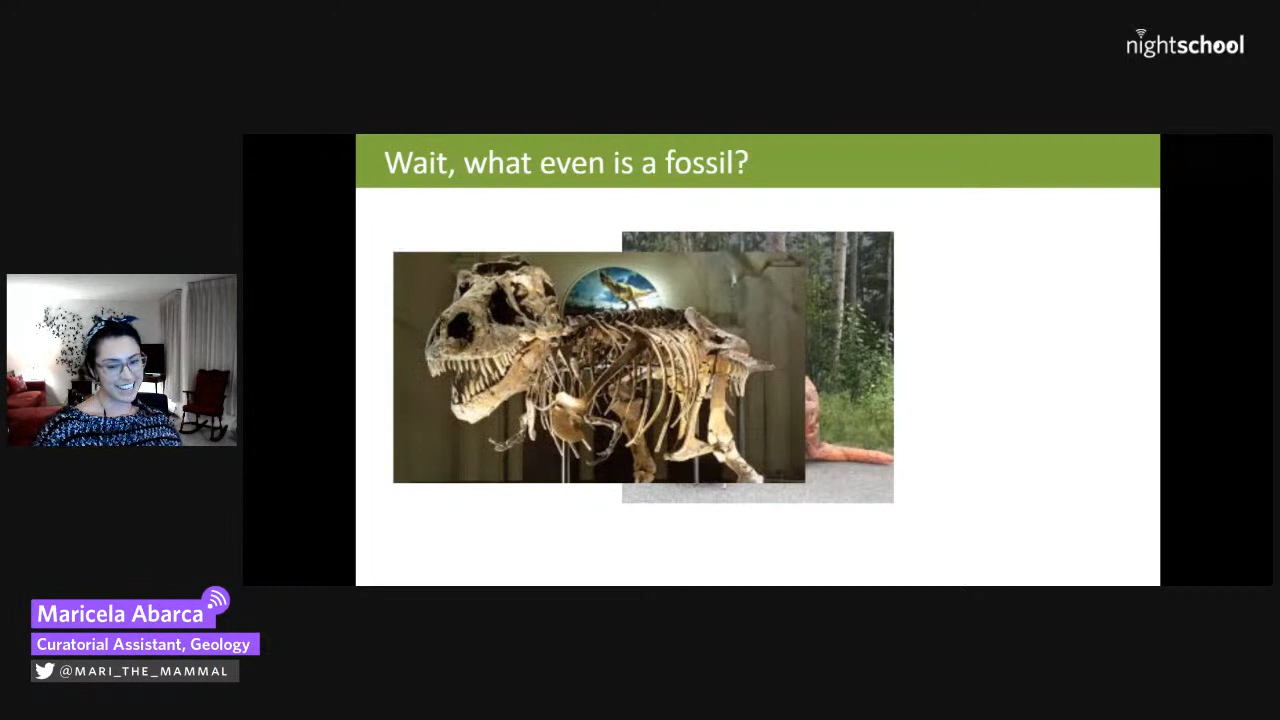 nightschool
Wait, what even is a fossil?
Maricela Abarca
Curatorial Assistant, Geology
@MARI_THE_MAMMAL